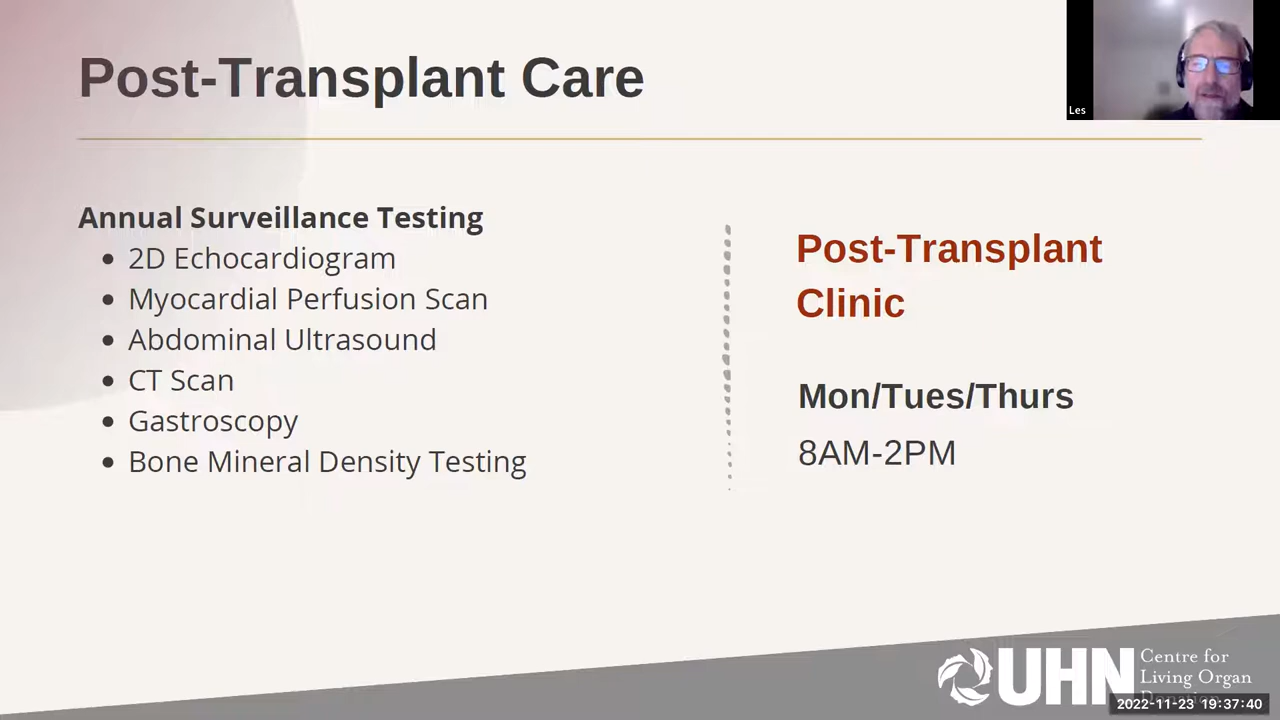 Post-Transplant Care
Les
Annual Surveillance Testing
• 2D Echocardiogram
• Myocardial Perfusion Scan
• Abdominal Ultrasound
• CT Scan
• Gastroscopy
• Bone Mineral Density Testing
Post-Transplant
Clinic
Mon/Tues/Thurs
8AM-2PM
UHN
Centre for
Living Organ
Donation
2022-11-23 19:37:40